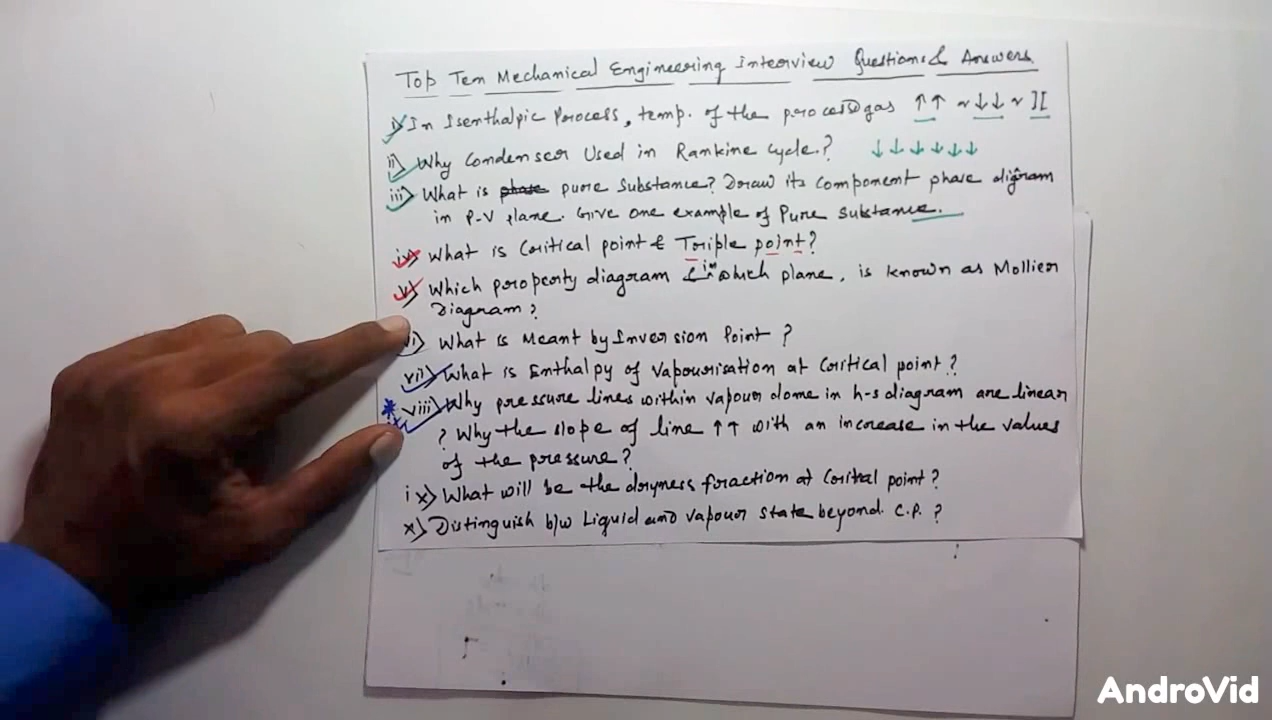 Top Ten Mechanical Engineering Interview Questions & Answers.
i) In Isenthalpic Process, temp. of the process gas ↑↑ ~ ↓↓ ~ ][
ii) Why Condenser Used in Rankine Cycle.? ↓ ↓ ↓ ↓ ↓ ↓
iii) What is pure Substance? Draw its component phase digram
in P-V plane. Give one example of Pure Substance.
iv) What is Critical point & Triple point?
v) Which property diagram & in which plane, is known as Mollier
Diagram?
vi) What is Meant by Inversion Point ?
vii) What is Enthalpy of Vapourisation at Critical point ?
viii) Why pressure lines within vapour dome in h-s diagram are linear
? Why the slope of line ↑↑ with an increase in the values
of the pressure?
ix) What will be the dryness fraction at Crital point?
x) Distinguish b/w Liquid and vapour state beyond C.P. ?
AndroVid